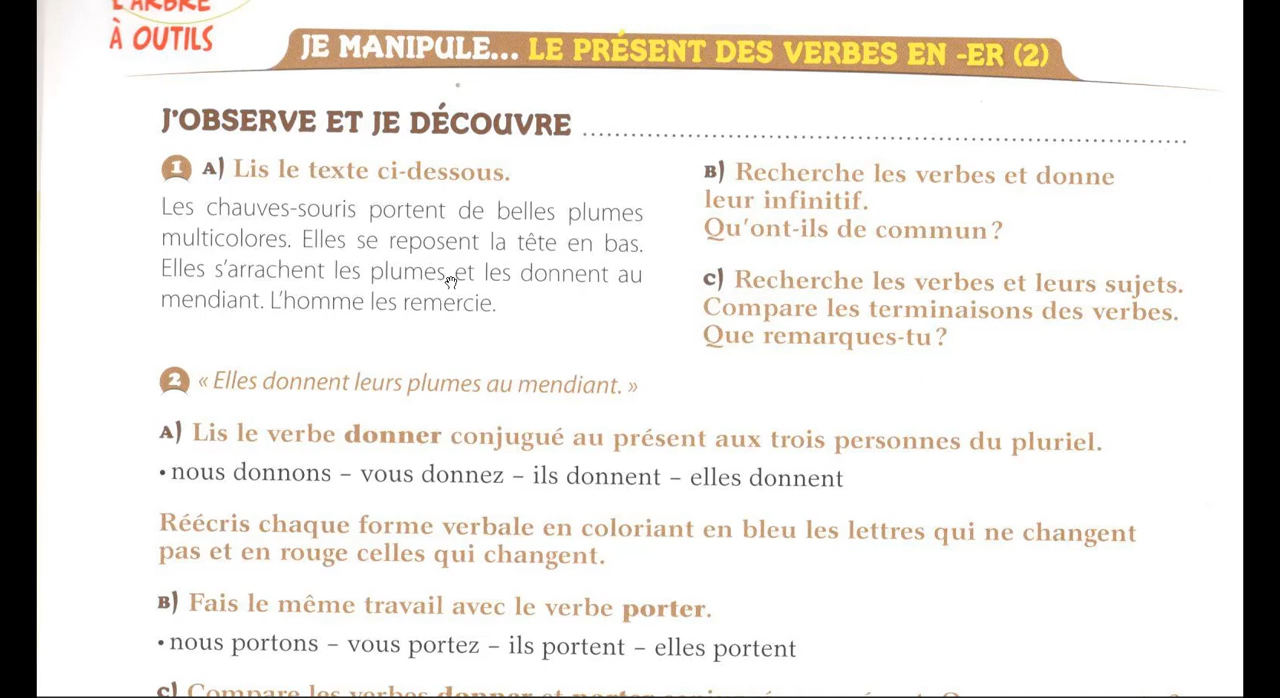 L'ARBRE
À OUTILS
JE MANIPULE... LE PRÉSENT DES VERBES EN -ER (2)
J'OBSERVE ET JE DÉCOUVRE
1 A) Lis le texte ci-dessous.
Les chauves-souris portent de belles plumes
multicolores. Elles se reposent la tête en bas.
Elles s'arrachent les plumes et les donnent au
mendiant. L'homme les remercie.
B) Recherche les verbes et donne
leur infinitif.
Qu'ont-ils de commun ?
C) Recherche les verbes et leurs sujets.
Compare les terminaisons des verbes.
Que remarques-tu ?
2 « Elles donnent leurs plumes au mendiant. »
A) Lis le verbe donner conjugué au présent aux trois personnes du pluriel.
• nous donnons – vous donnez – ils donnent – elles donnent
Réécris chaque forme verbale en coloriant en bleu les lettres qui ne changent
pas et en rouge celles qui changent.
B) Fais le même travail avec le verbe porter.
• nous portons – vous portez – ils portent – elles portent
C) Compare les verbes donner et porter